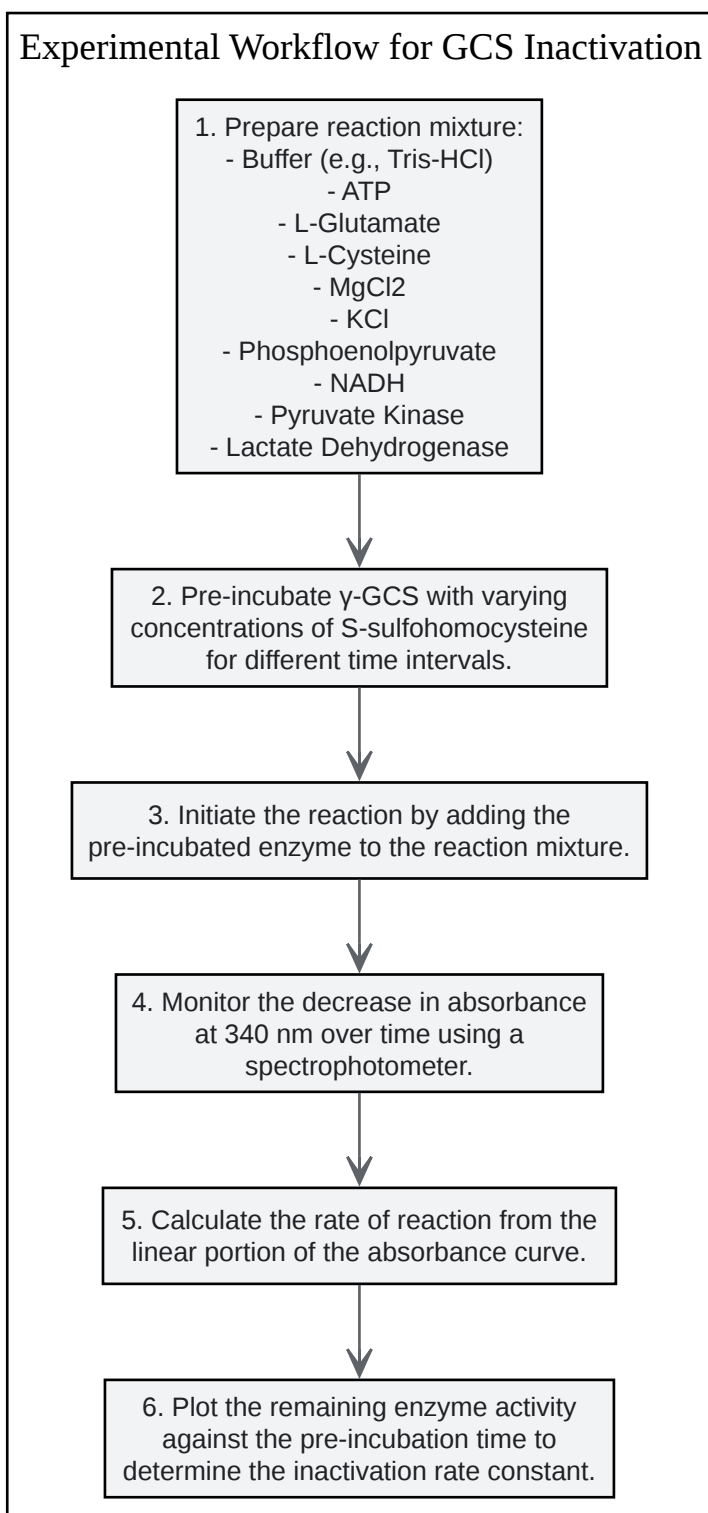 Experimental Workflow for GCS Inactivation
1. Prepare reaction mixture:
- Buffer (e.g., Tris-HCl)
- ATP
- L-Glutamate
- L-Cysteine
- MgCl2
- KCl
- Phosphoenolpyruvate
- NADH
- Pyruvate Kinase
- Lactate Dehydrogenase
2. Pre-incubate γ-GCS with varying
concentrations of S-sulfohomocysteine
for different time intervals.
3. Initiate the reaction by adding the
pre-incubated enzyme to the reaction mixture.
4. Monitor the decrease in absorbance
at 340 nm over time using a
spectrophotometer.
5. Calculate the rate of reaction from the
linear portion of the absorbance curve.
6. Plot the remaining enzyme activity
against the pre-incubation time to
determine the inactivation rate constant.